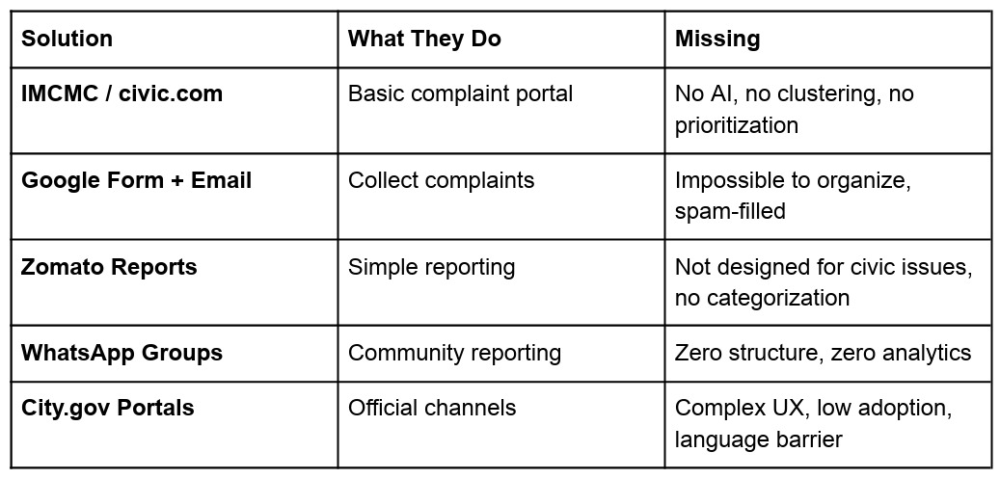 Solution What They Do Missing
IMCMC / civic.com Basic complaint portal No AI, no clustering, no
prioritization
Google Form + Email Collect complaints Impossible to organize,
spam-filled
Zomato Reports Simple reporting Not designed for civic issues,
no categorization
WhatsApp Groups Community reporting Zero structure, zero analytics
City.gov Portals Official channels Complex UX, low adoption,
language barrier